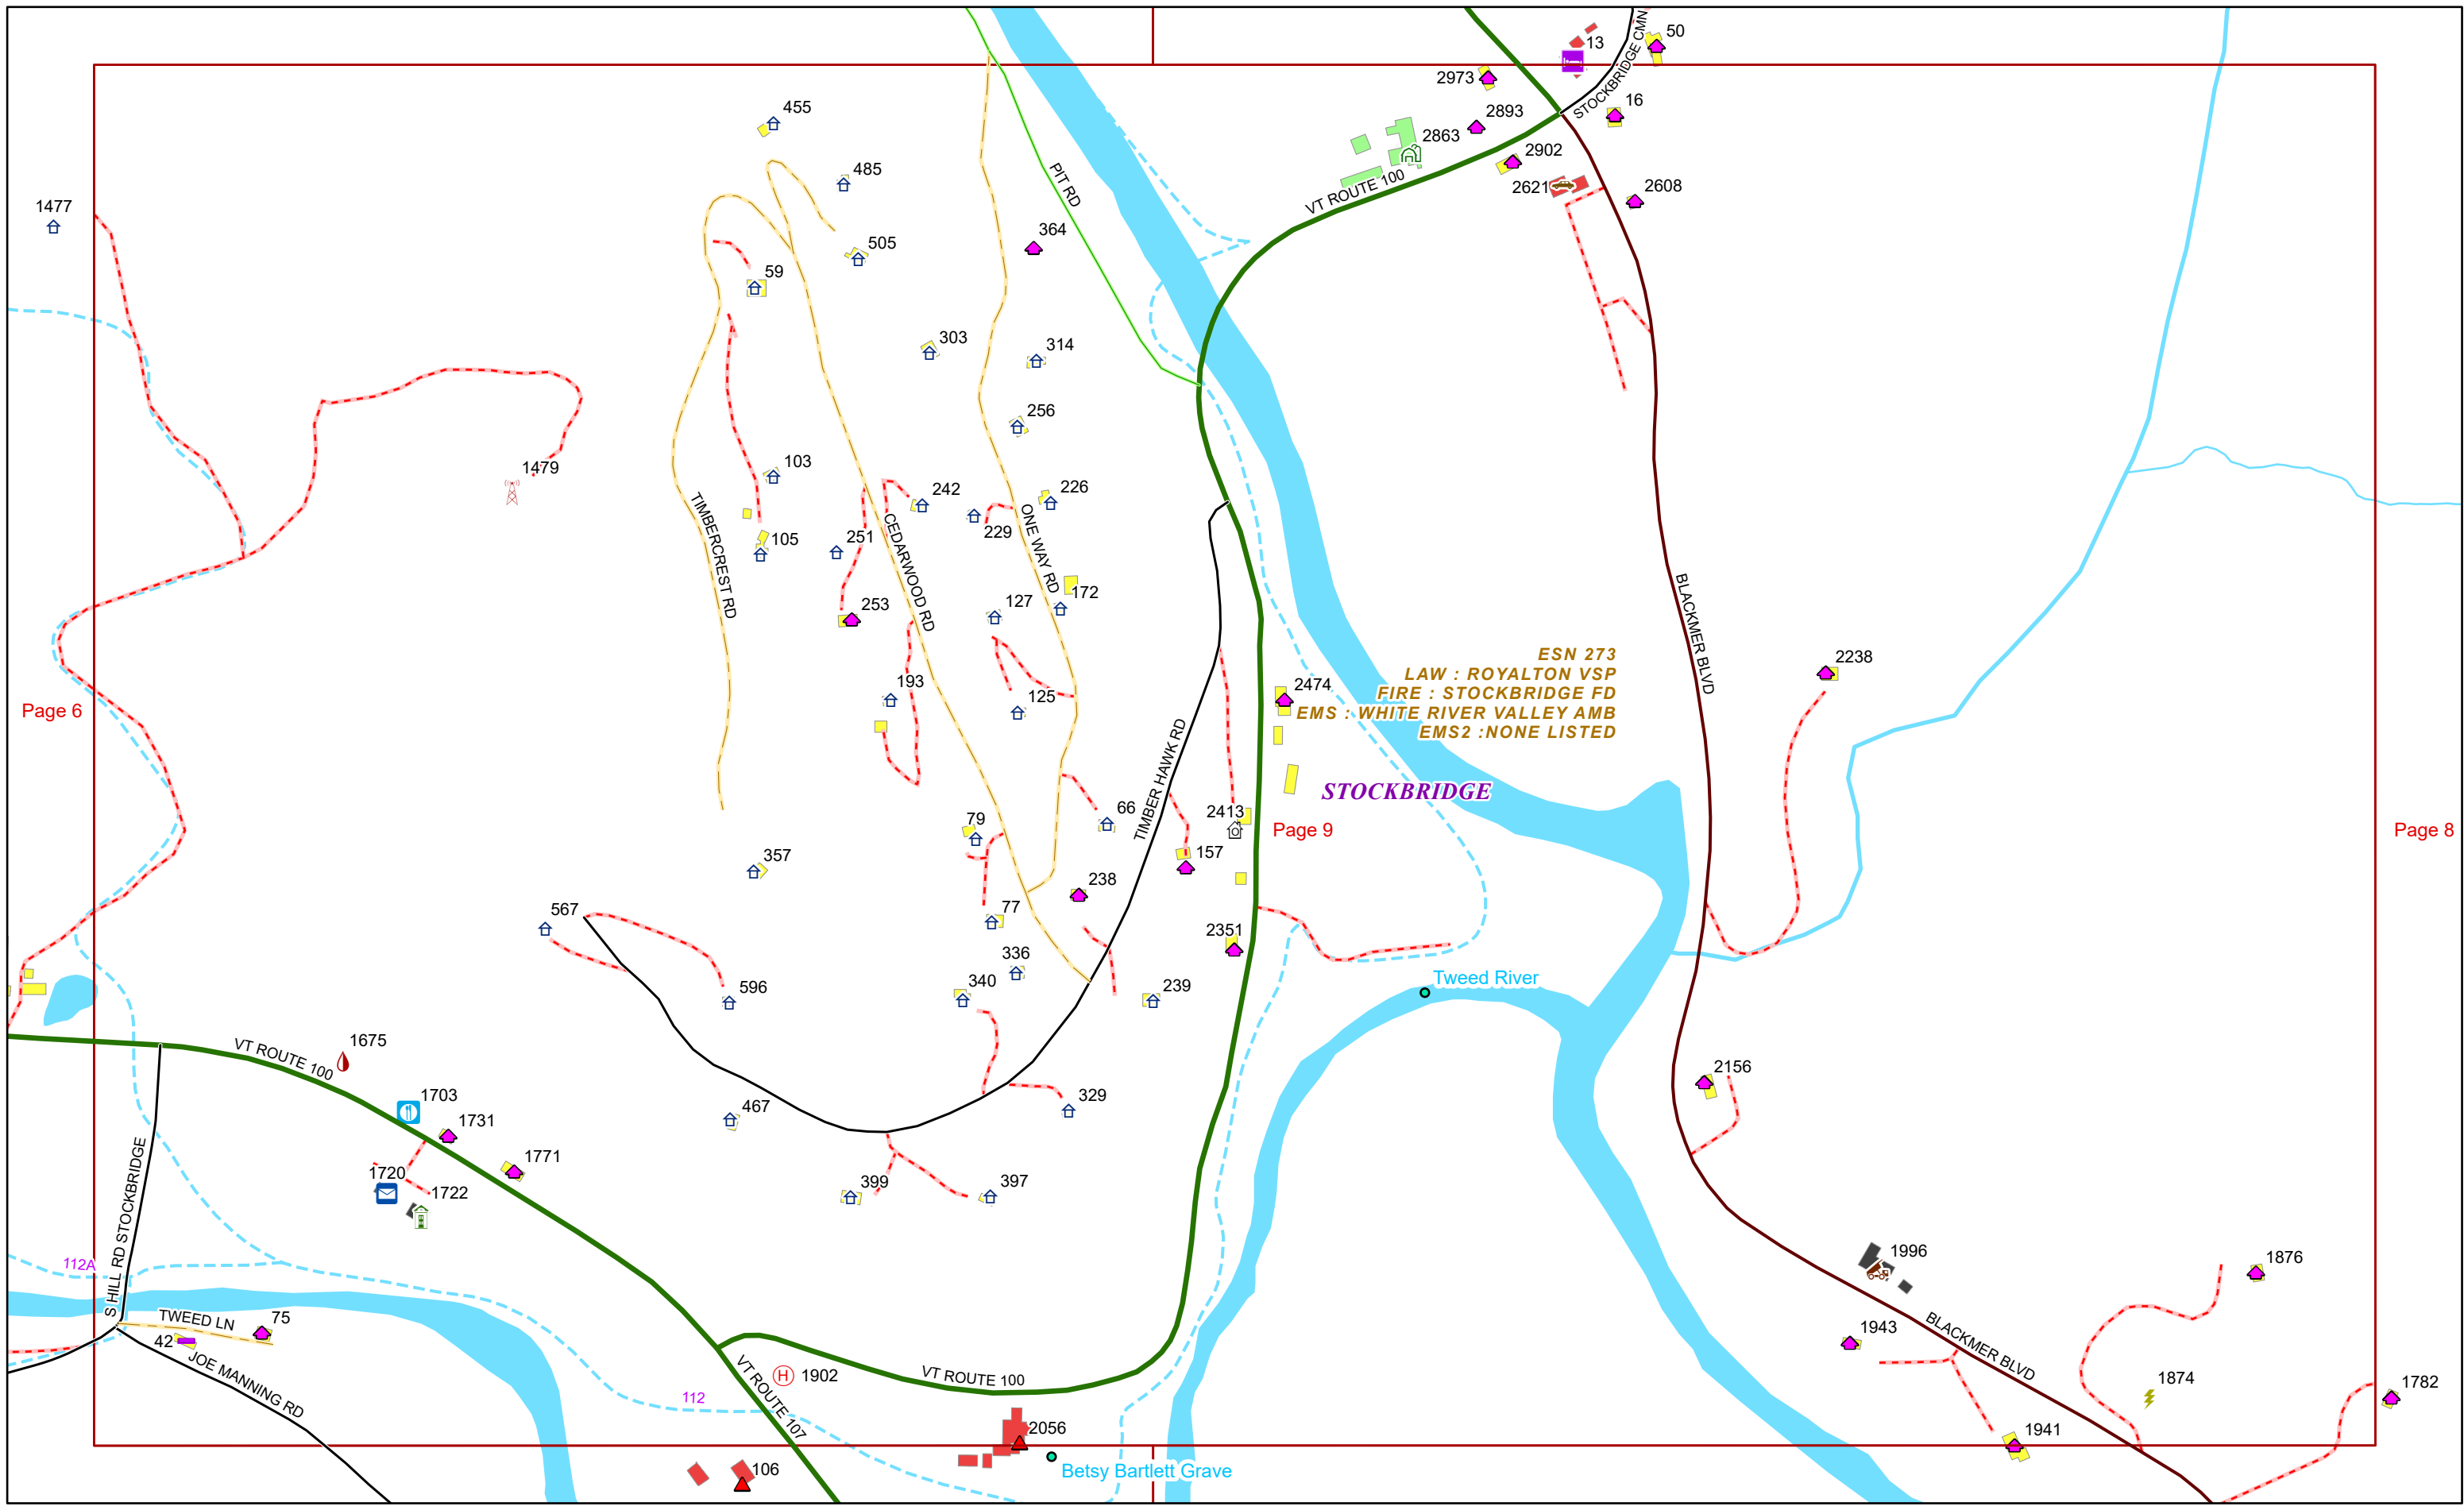 50
13
STOCKBRIDGE CMN
2973
16
455
2893
2863
2902
485
PIT RD
VT ROUTE 100
2621
2608
1477
364
505
59
303
314
256
103
1479
242
226
TIMBERCREST RD
CEDARWOOD RD
ONE WAY RD
229
251
105
172
127
253
BLACKMER BLVD
ESN 273
LAW : ROYALTON VSP
FIRE : STOCKBRIDGE FD
EMS : WHITE RIVER VALLEY AMB
EMS2 :NONE LISTED
2238
193
2474
125
Page 6
TIMBER HAWK RD
STOCKBRIDGE
66
2413
79
Page 9
Page 8
157
357
238
77
567
2351
336
340
239
596
Tweed River
VT ROUTE 100
1675
2156
1703
329
467
1731
1771
1720
1722
399
397
S HILL RD STOCKBRIDGE
112A
1996
1876
TWEED LN
75
42
1943
BLACKMER BLVD
JOE MANNING RD
VT ROUTE 107
1902
VT ROUTE 100
1874
1782
112
2056
1941
106
Betsy Bartlett Grave